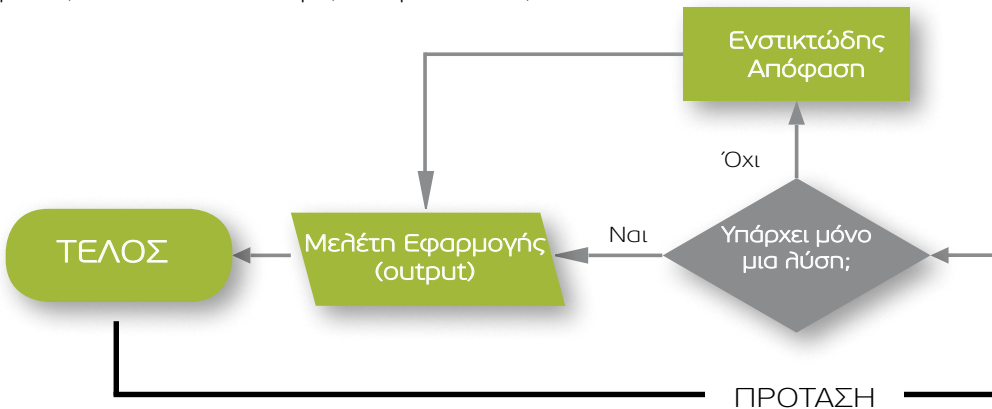 Ενστικτώδης
Απόφαση
Όχι
ΤΕΛΟΣ
Μελέτη Εφαρμογής
(output)
Ναι
Υπάρχει μόνο
μια λύση;
ΠΡΟΤΑΣΗ